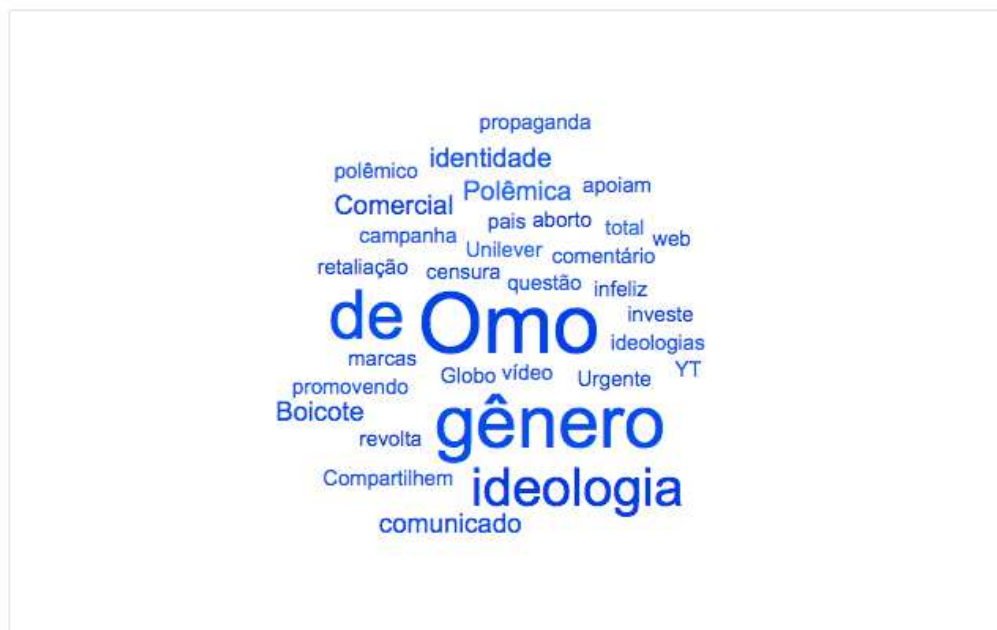 propaganda
polêmico identidade
Comercial Polêmica apoiam
campanha pais aborto total web
retaliação censura Unilever comentário
questão infeliz
de Omo investe
ideologias
marcas Globo vídeo Urgente YT
promovendo
Boicote gênero
revolta
Compartilhem ideologia
comunicado